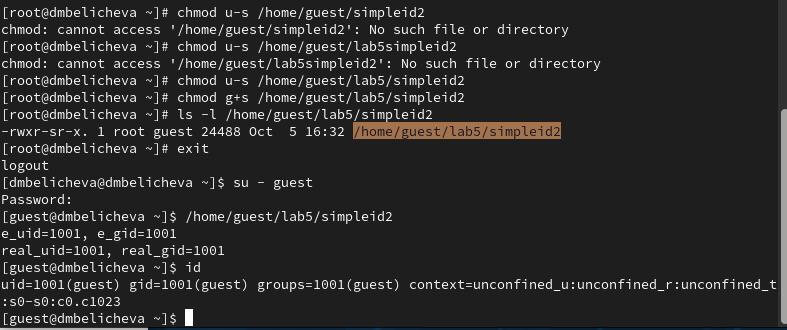 [root@dmbelicheva ~]# chmod u-s /home/guest/simpleid2
chmod: cannot access '/home/guest/simpleid2': No such file or directory
[root@dmbelicheva ~]# chmod u-s /home/guest/lab5simpleid2
chmod: cannot access '/home/guest/lab5simpleid2': No such file or directory
[root@dmbelicheva ~]# chmod u-s /home/guest/lab5/simpleid2
[root@dmbelicheva ~]# chmod g+s /home/guest/lab5/simpleid2
[root@dmbelicheva ~]# ls -l /home/guest/lab5/simpleid2
-rwxr-sr-x. 1 root guest 24488 Oct  5 16:32 /home/guest/lab5/simpleid2
[root@dmbelicheva ~]# exit
logout
[dmbelicheva@dmbelicheva ~]$ su - guest
Password:
[guest@dmbelicheva ~]$ /home/guest/lab5/simpleid2
e_uid=1001, e_gid=1001
real_uid=1001, real_gid=1001
[guest@dmbelicheva ~]$ id
uid=1001(guest) gid=1001(guest) groups=1001(guest) context=unconfined_u:unconfined_r:unconfined_t
:s0-s0:c0.c1023
[guest@dmbelicheva ~]$